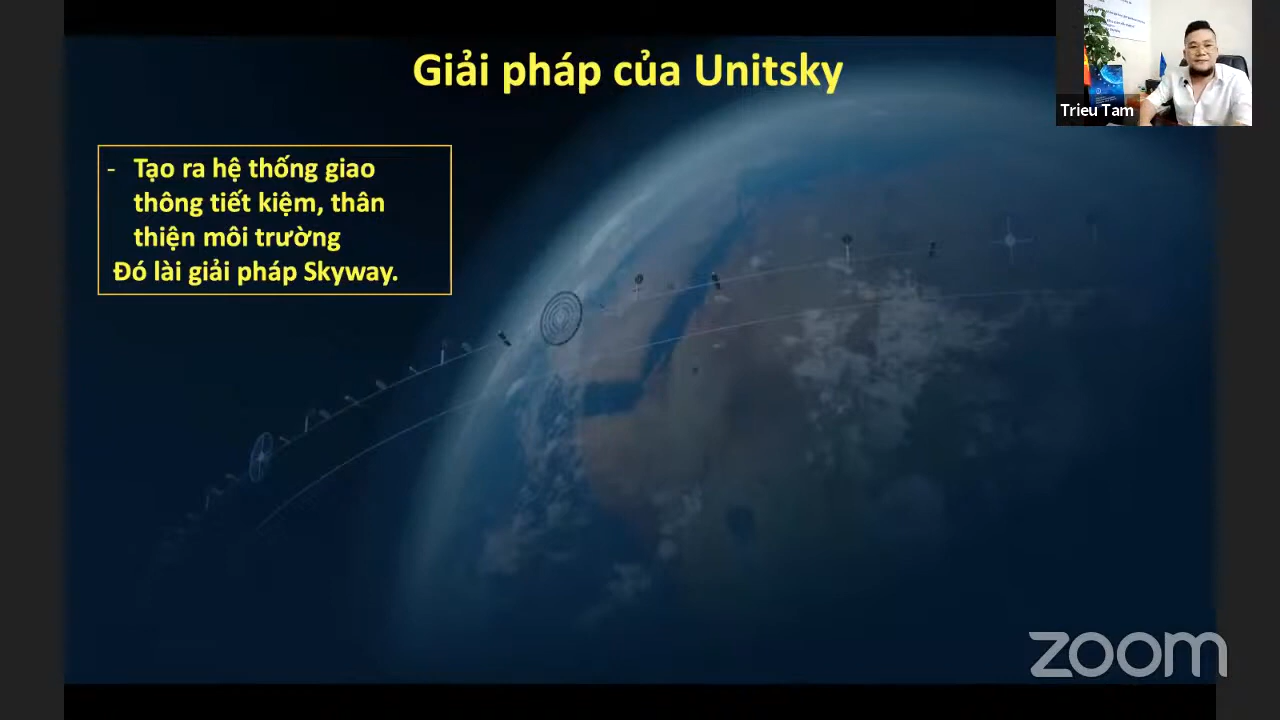 Giải pháp của Unitsky
Trieu Tam
- Tạo ra hệ thống giao
thông tiết kiệm, thân
thiện môi trường
Đó lài giải pháp Skyway.
zoom